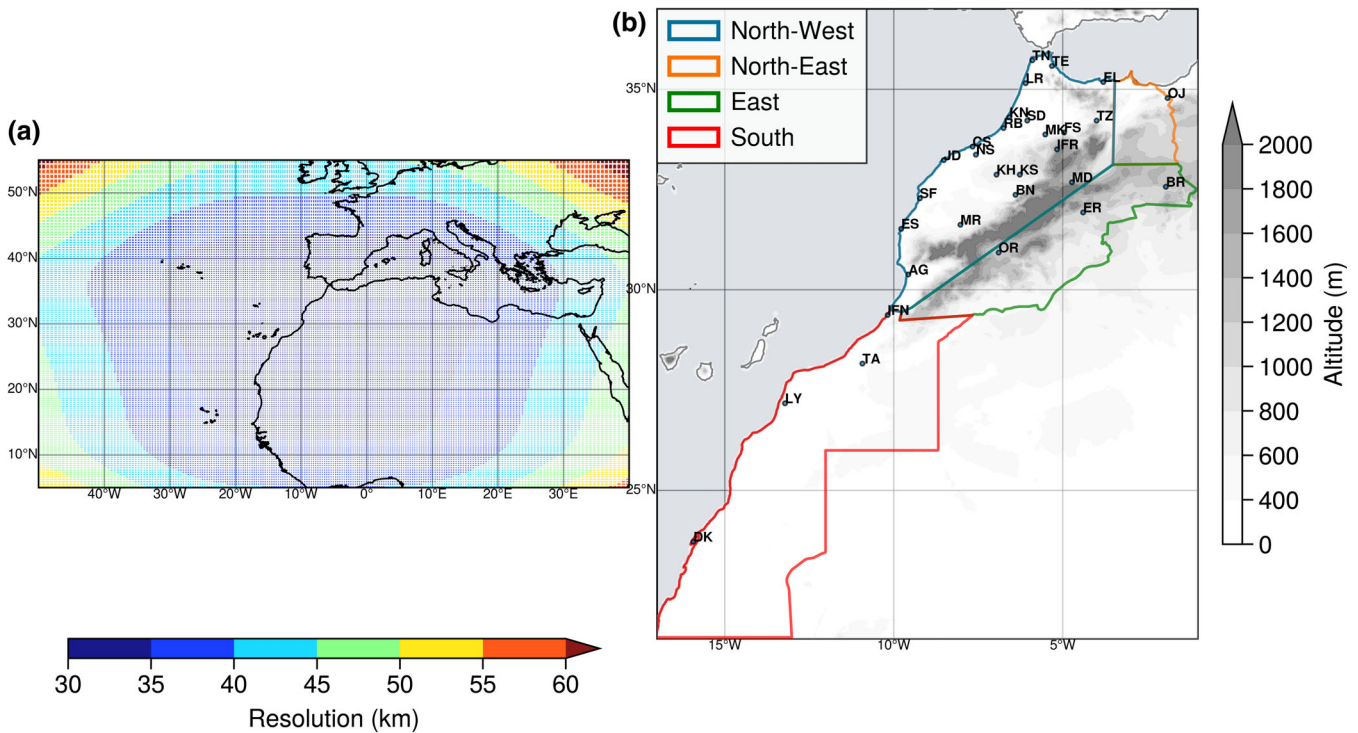 (a)
50°N
40°N
30°N
20°N
10°N
40°W
30°W
20°W
10°W
0°
10°E
20°E
30°E
30
35
40
45
50
55
60
Resolution (km)
(b)
North-West
North-East
East
South
TN
TE
LR
EL
OJ
KN
SD
RB
MK
FS
TZ
CS
NS
IFR
JD
KH
KS
MD
BR
SF
BN
ER
ES
MR
OR
AG
IFN
TA
LY
DK
35°N
30°N
25°N
15°W
10°W
5°W
2000
1800
1600
1400
1200
1000
800
600
400
0
Altitude (m)